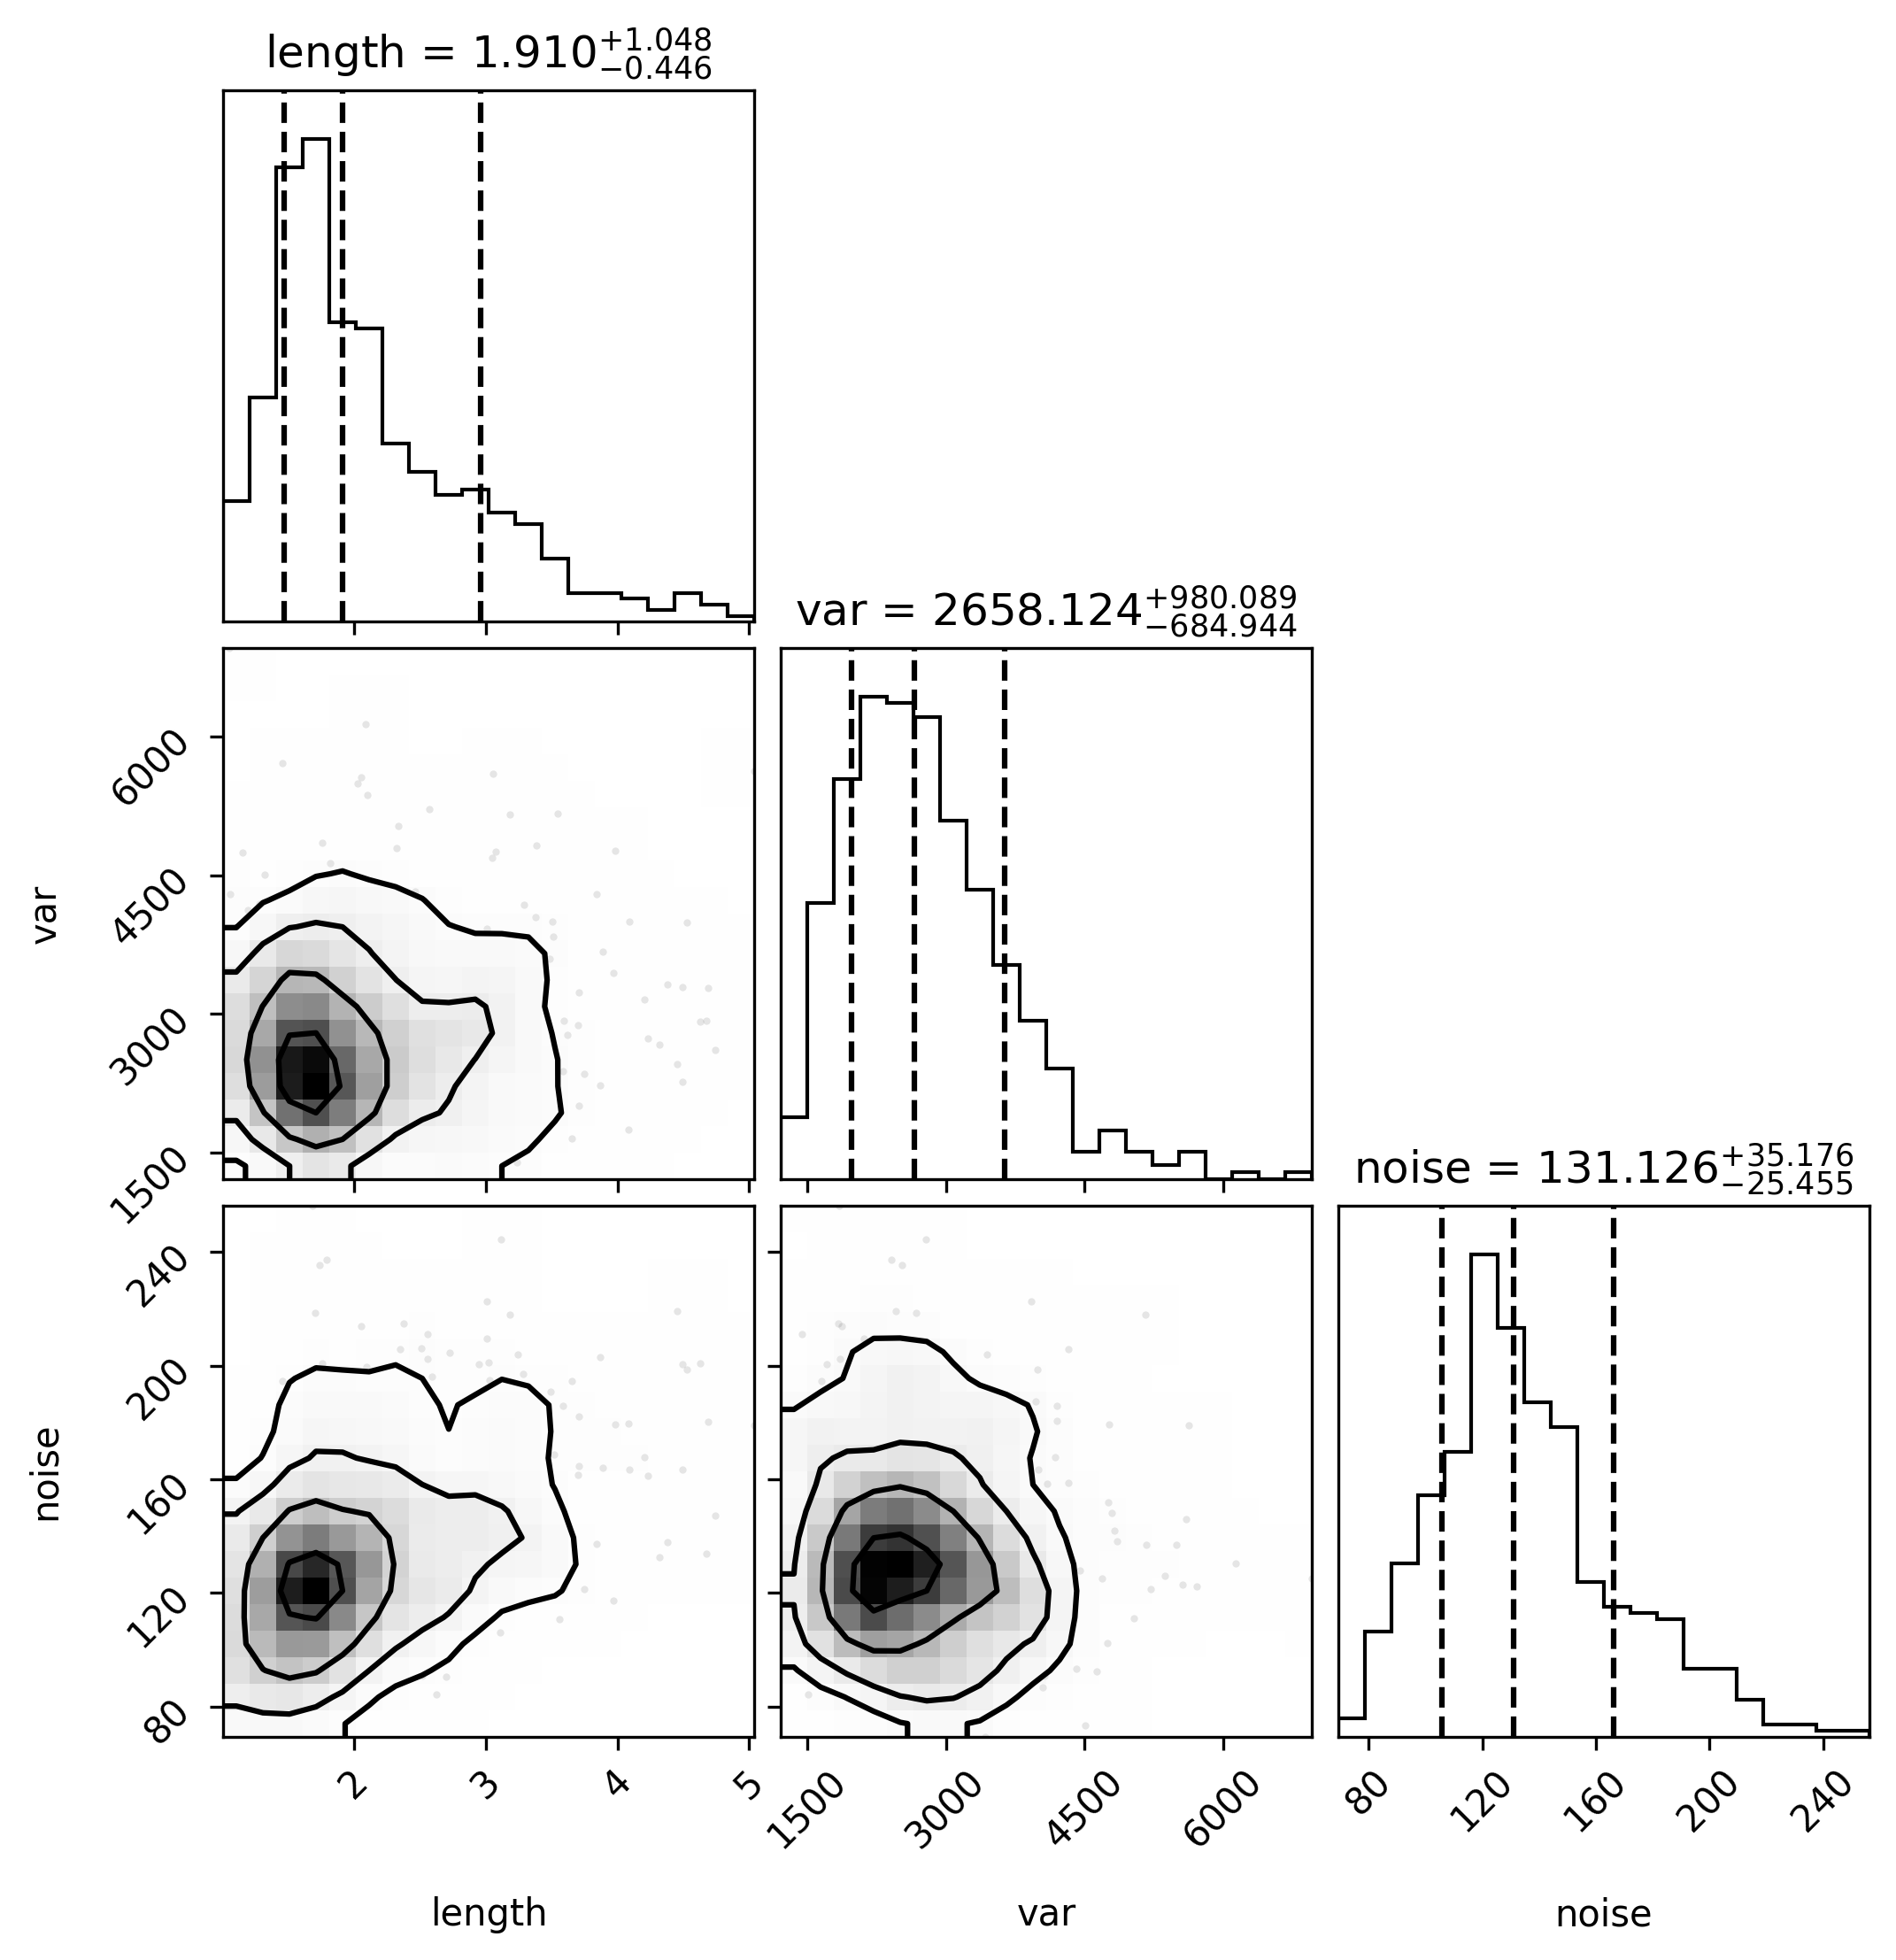 length = 1.910+1.048−0.446
var = 2658.124+980.089−684.944
6000
4500
3000
1500
var
noise = 131.126+35.176−25.455
240
200
160
120
80
noise
2 3 4 5
1500 3000 4500 6000
80 120 160 200 240
length
var
noise